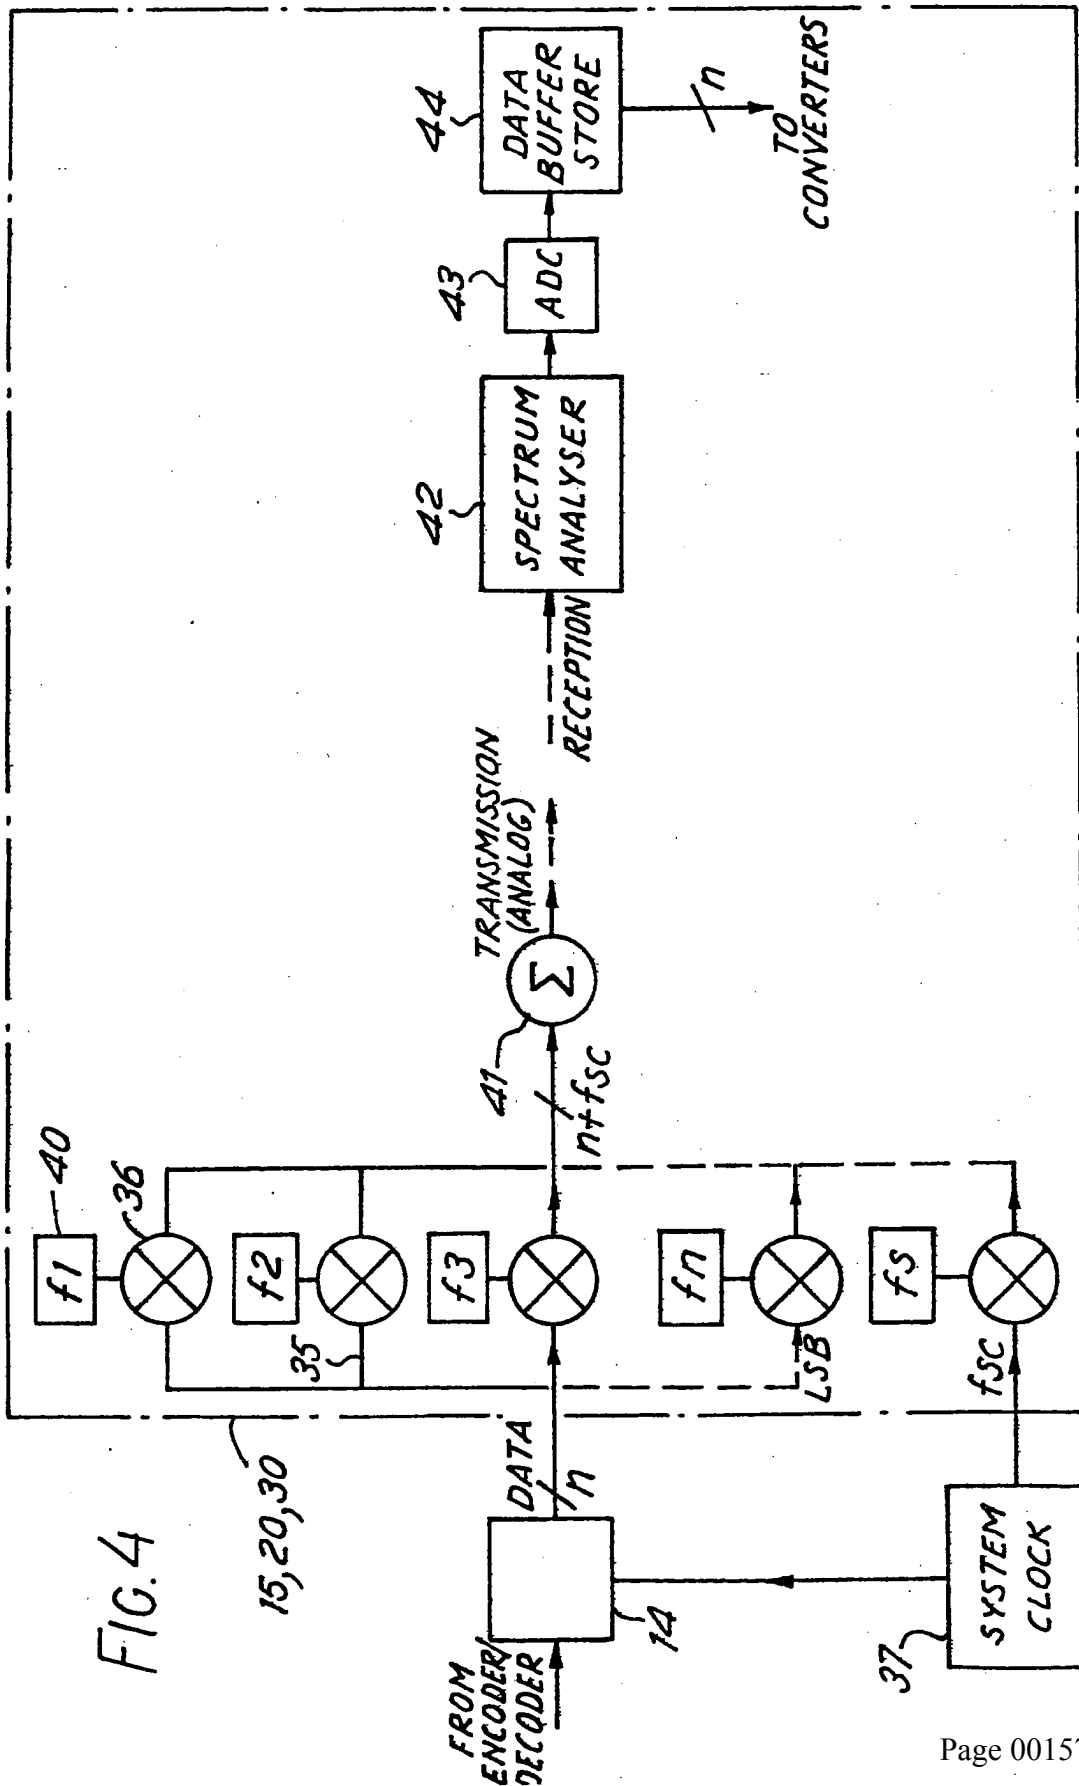 FIG. 4
15, 20, 30
FROM
ENCODER/
DECODER
14
DATA
n
SYSTEM
CLOCK
37
fSC
LSB
35
f1
40
36
f2
f3
fn
fS
n+fSC
41
Σ
TRANSMISSION
(ANALOG)
RECEPTION
42
SPECTRUM
ANALYSER
43
ADC
44
DATA
BUFFER
STORE
n
TO
CONVERTERS
Page 00157